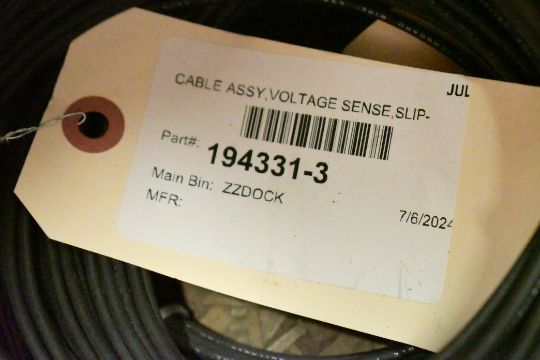 JUL
CABLE ASSY,VOLTAGE SENSE,SLIP-
Part#: 194331-3
Main Bin: ZZDOCK
MFR:
7/6/2024